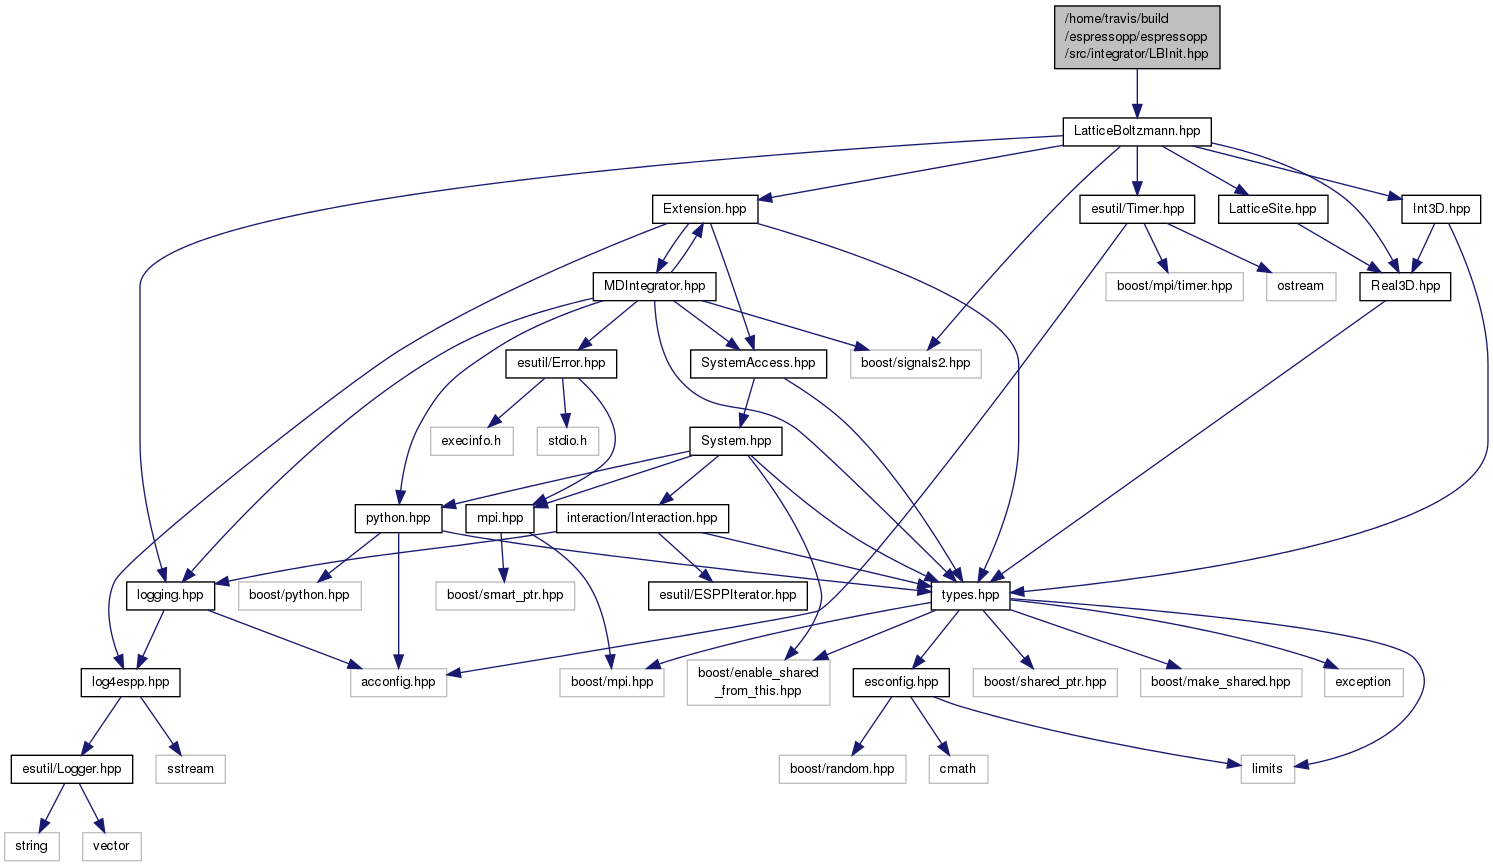 /home/travis/build
/espressopp/espressopp
/src/integrator/LBInit.hpp
LatticeBoltzmann.hpp
Extension.hpp
esutil/Timer.hpp
LatticeSite.hpp
Int3D.hpp
MDIntegrator.hpp
boost/mpi/timer.hpp
ostream
Real3D.hpp
esutil/Error.hpp
SystemAccess.hpp
boost/signals2.hpp
execinfo.h
stdio.h
System.hpp
python.hpp
mpi.hpp
interaction/Interaction.hpp
logging.hpp
boost/python.hpp
boost/smart_ptr.hpp
esutil/ESPPIterator.hpp
types.hpp
log4espp.hpp
acconfig.hpp
boost/mpi.hpp
boost/enable_shared
_from_this.hpp
esconfig.hpp
boost/shared_ptr.hpp
boost/make_shared.hpp
exception
esutil/Logger.hpp
sstream
boost/random.hpp
cmath
limits
string
vector